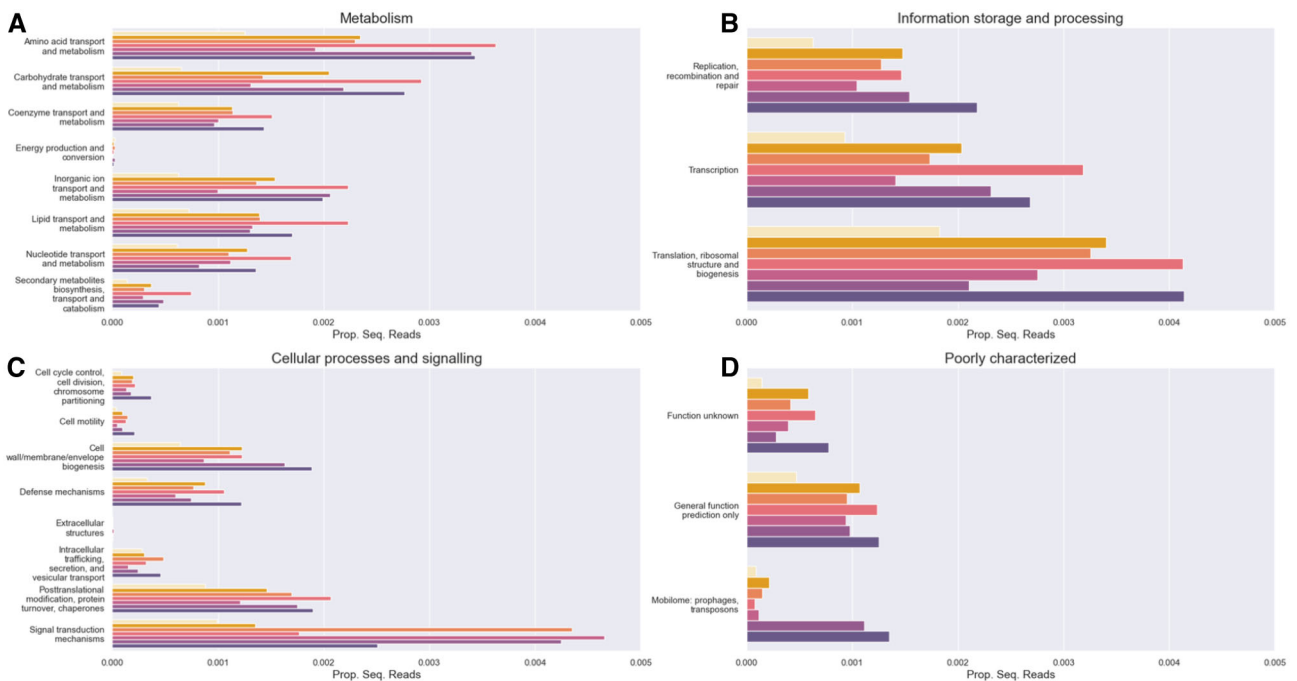 A
Metabolism
Amino acid transport
and metabolism
Carbohydrate transport
and metabolism
Coenzyme transport and
metabolism
Energy production and
conversion
Inorganic ion
transport and
metabolism
Lipid transport and
metabolism
Nucleotide transport
and metabolism
Secondary metabolites
biosynthesis,
transport and
catabolism
0.000 0.001 0.002 0.003 0.004 0.005
Prop. Seq. Reads
B
Information storage and processing
Replication,
recombination and
repair
Transcription
Translation, ribosomal
structure and
biogenesis
0.000 0.001 0.002 0.003 0.004 0.005
Prop. Seq. Reads
C
Cellular processes and signalling
Cell cycle control,
cell division,
chromosome
partitioning
Cell motility
Cell
wall/membrane/envelope
biogenesis
Defense mechanisms
Extracellular
structures
Intracellular
trafficking,
secretion, and
vesicular transport
Posttranslational
modification, protein
turnover, chaperones
Signal transduction
mechanisms
0.000 0.001 0.002 0.003 0.004 0.005
Prop. Seq. Reads
D
Poorly characterized
Function unknown
General function
prediction only
Mobilome: prophages,
transposons
0.000 0.001 0.002 0.003 0.004 0.005
Prop. Seq. Reads